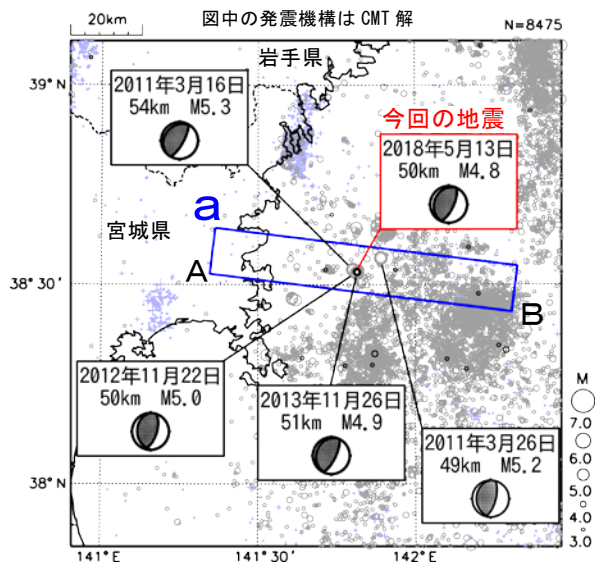 20km
図中の発震機構は CMT 解
N=8475
岩手県
39°N
2011年3月16日
54km M5.3
今回の地震
2018年5月13日
50km M4.8
a
宮城県
A
38°30'
B
2012年11月22日
50km M5.0
2013年11月26日
51km M4.9
2011年3月26日
49km M5.2
M
7.0
6.0
5.0
4.0
3.0
38°N
141°E
141°30'
142°E